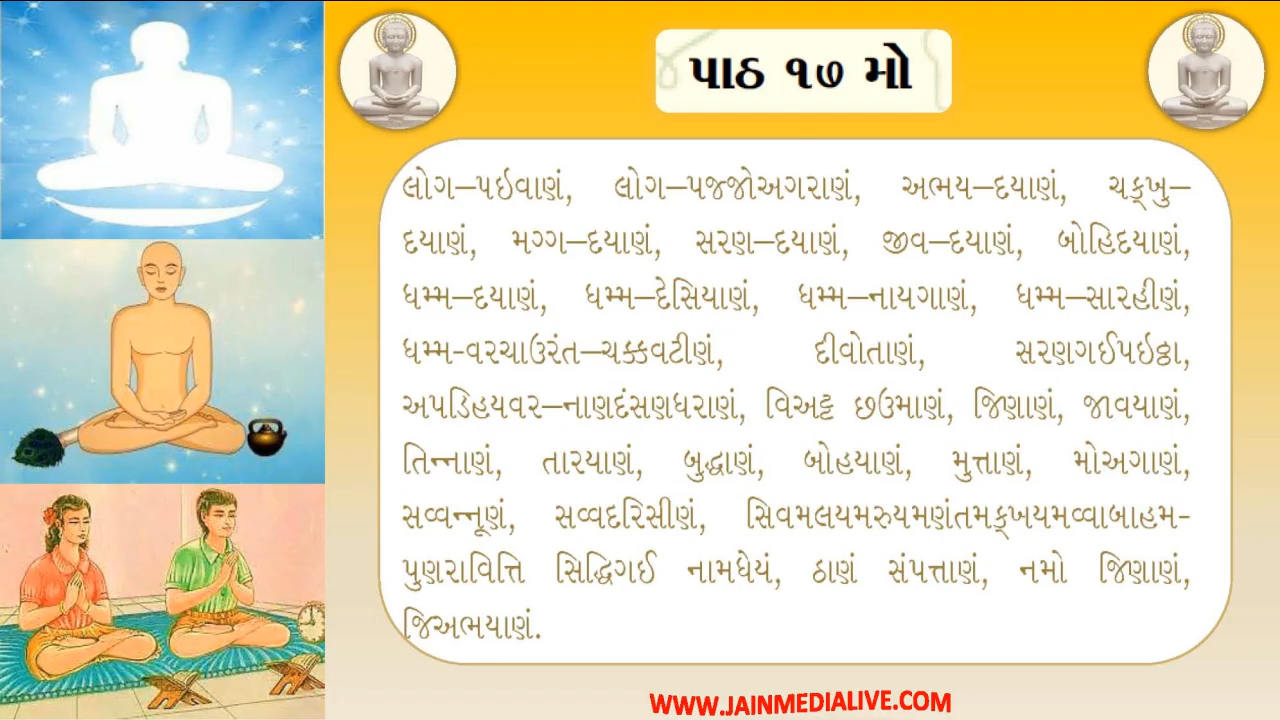 પાઠ ૧૭ મો
લોગ–પઇવાણં, લોગ–પજ્જોઅગરાણં, અભય–દયાણં, ચક્ખુ–
દયાણં, મગ્ગ–દયાણં, સરણ–દયાણં, જીવ–દયાણં, બોહિદયાણં,
ધમ્મ–દયાણં, ધમ્મ–દેસિયાણં, ધમ્મ–નાયગાણં, ધમ્મ–સારહીણં,
ધમ્મ-વરચાઉરંત–ચક્કવટીણં, દીવોતાણં, સરણગઈપઇઠ્ઠા,
અપડિહયવર–નાણદંસણધરાણં, વિઅટ્ટ છઉમાણં, જિણાણં, જાવયાણં,
તિન્નાણં, તારયાણં, બુદ્ધાણં, બોહયાણં, મુત્તાણં, મોઅગાણં,
સવ્વન્નૂણં, સવ્વદરિસીણં, સિવમલયમરુયમણંતમક્ખયમવ્વાબાહમ-
પુણરાવિત્તિ સિદ્ધિગઈ નામધેયં, ઠાણં સંપત્તાણં, નમો જિણાણં,
જિઅભયાણં.
WWW.JAINMEDIALIVE.COM